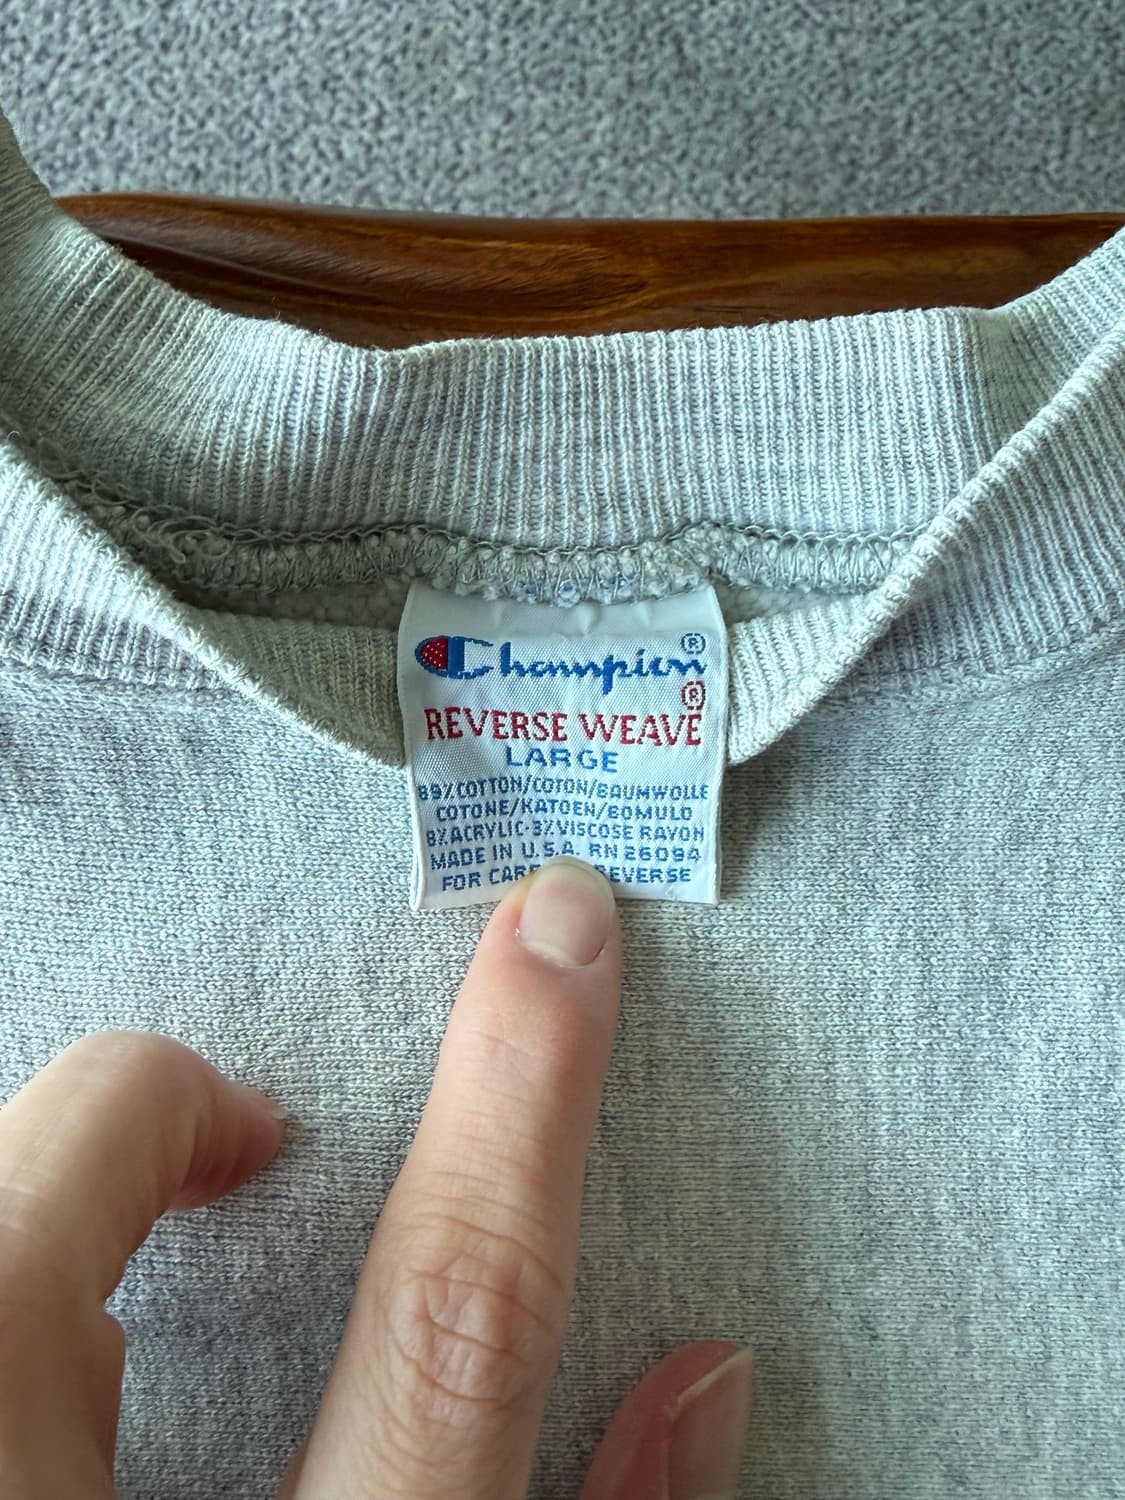 Champion®
®
REVERSE WEAVE
LARGE
89% COTTON/COTON/BAUMWOLLE
COTONE/KATOEN/BOMULO
8% ACRYLIC·3% VISCOSE RAYON
MADE IN U.S.A. RN 26094
FOR CARE REVERSE